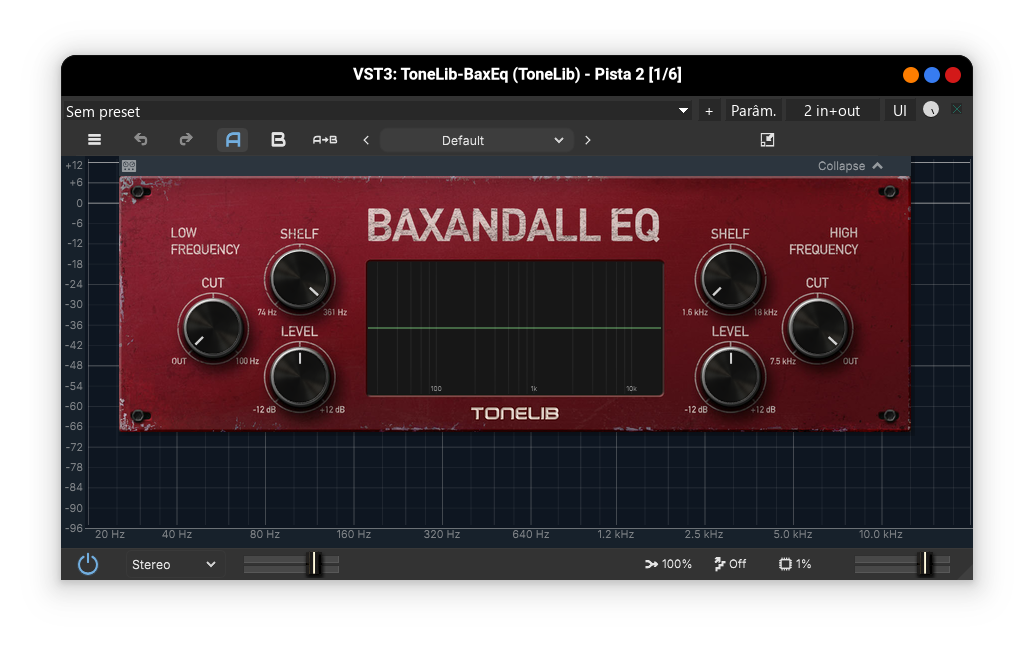 VST3: ToneLib-BaxEq (ToneLib) - Pista 2 [1/6]
Sem preset
+
Parâm.
2 in+out
UI
A
B
A→B
Default
Collapse
+12
+6
0
-6
-12
-18
-24
-30
-36
-42
-48
-54
-60
-66
-72
-78
-84
-90
-96
BAXANDALL EQ
LOW
FREQUENCY
SHELF
74 Hz
361 Hz
CUT
OUT
100 Hz
LEVEL
-12 dB
+12 dB
100
1k
10k
TONELIB
HIGH
FREQUENCY
SHELF
1.6 kHz
18 kHz
CUT
7.5 kHz
OUT
LEVEL
-12 dB
+12 dB
20 Hz
40 Hz
80 Hz
160 Hz
320 Hz
640 Hz
1.2 kHz
2.5 kHz
5.0 kHz
10.0 kHz
Stereo
100%
Off
1%